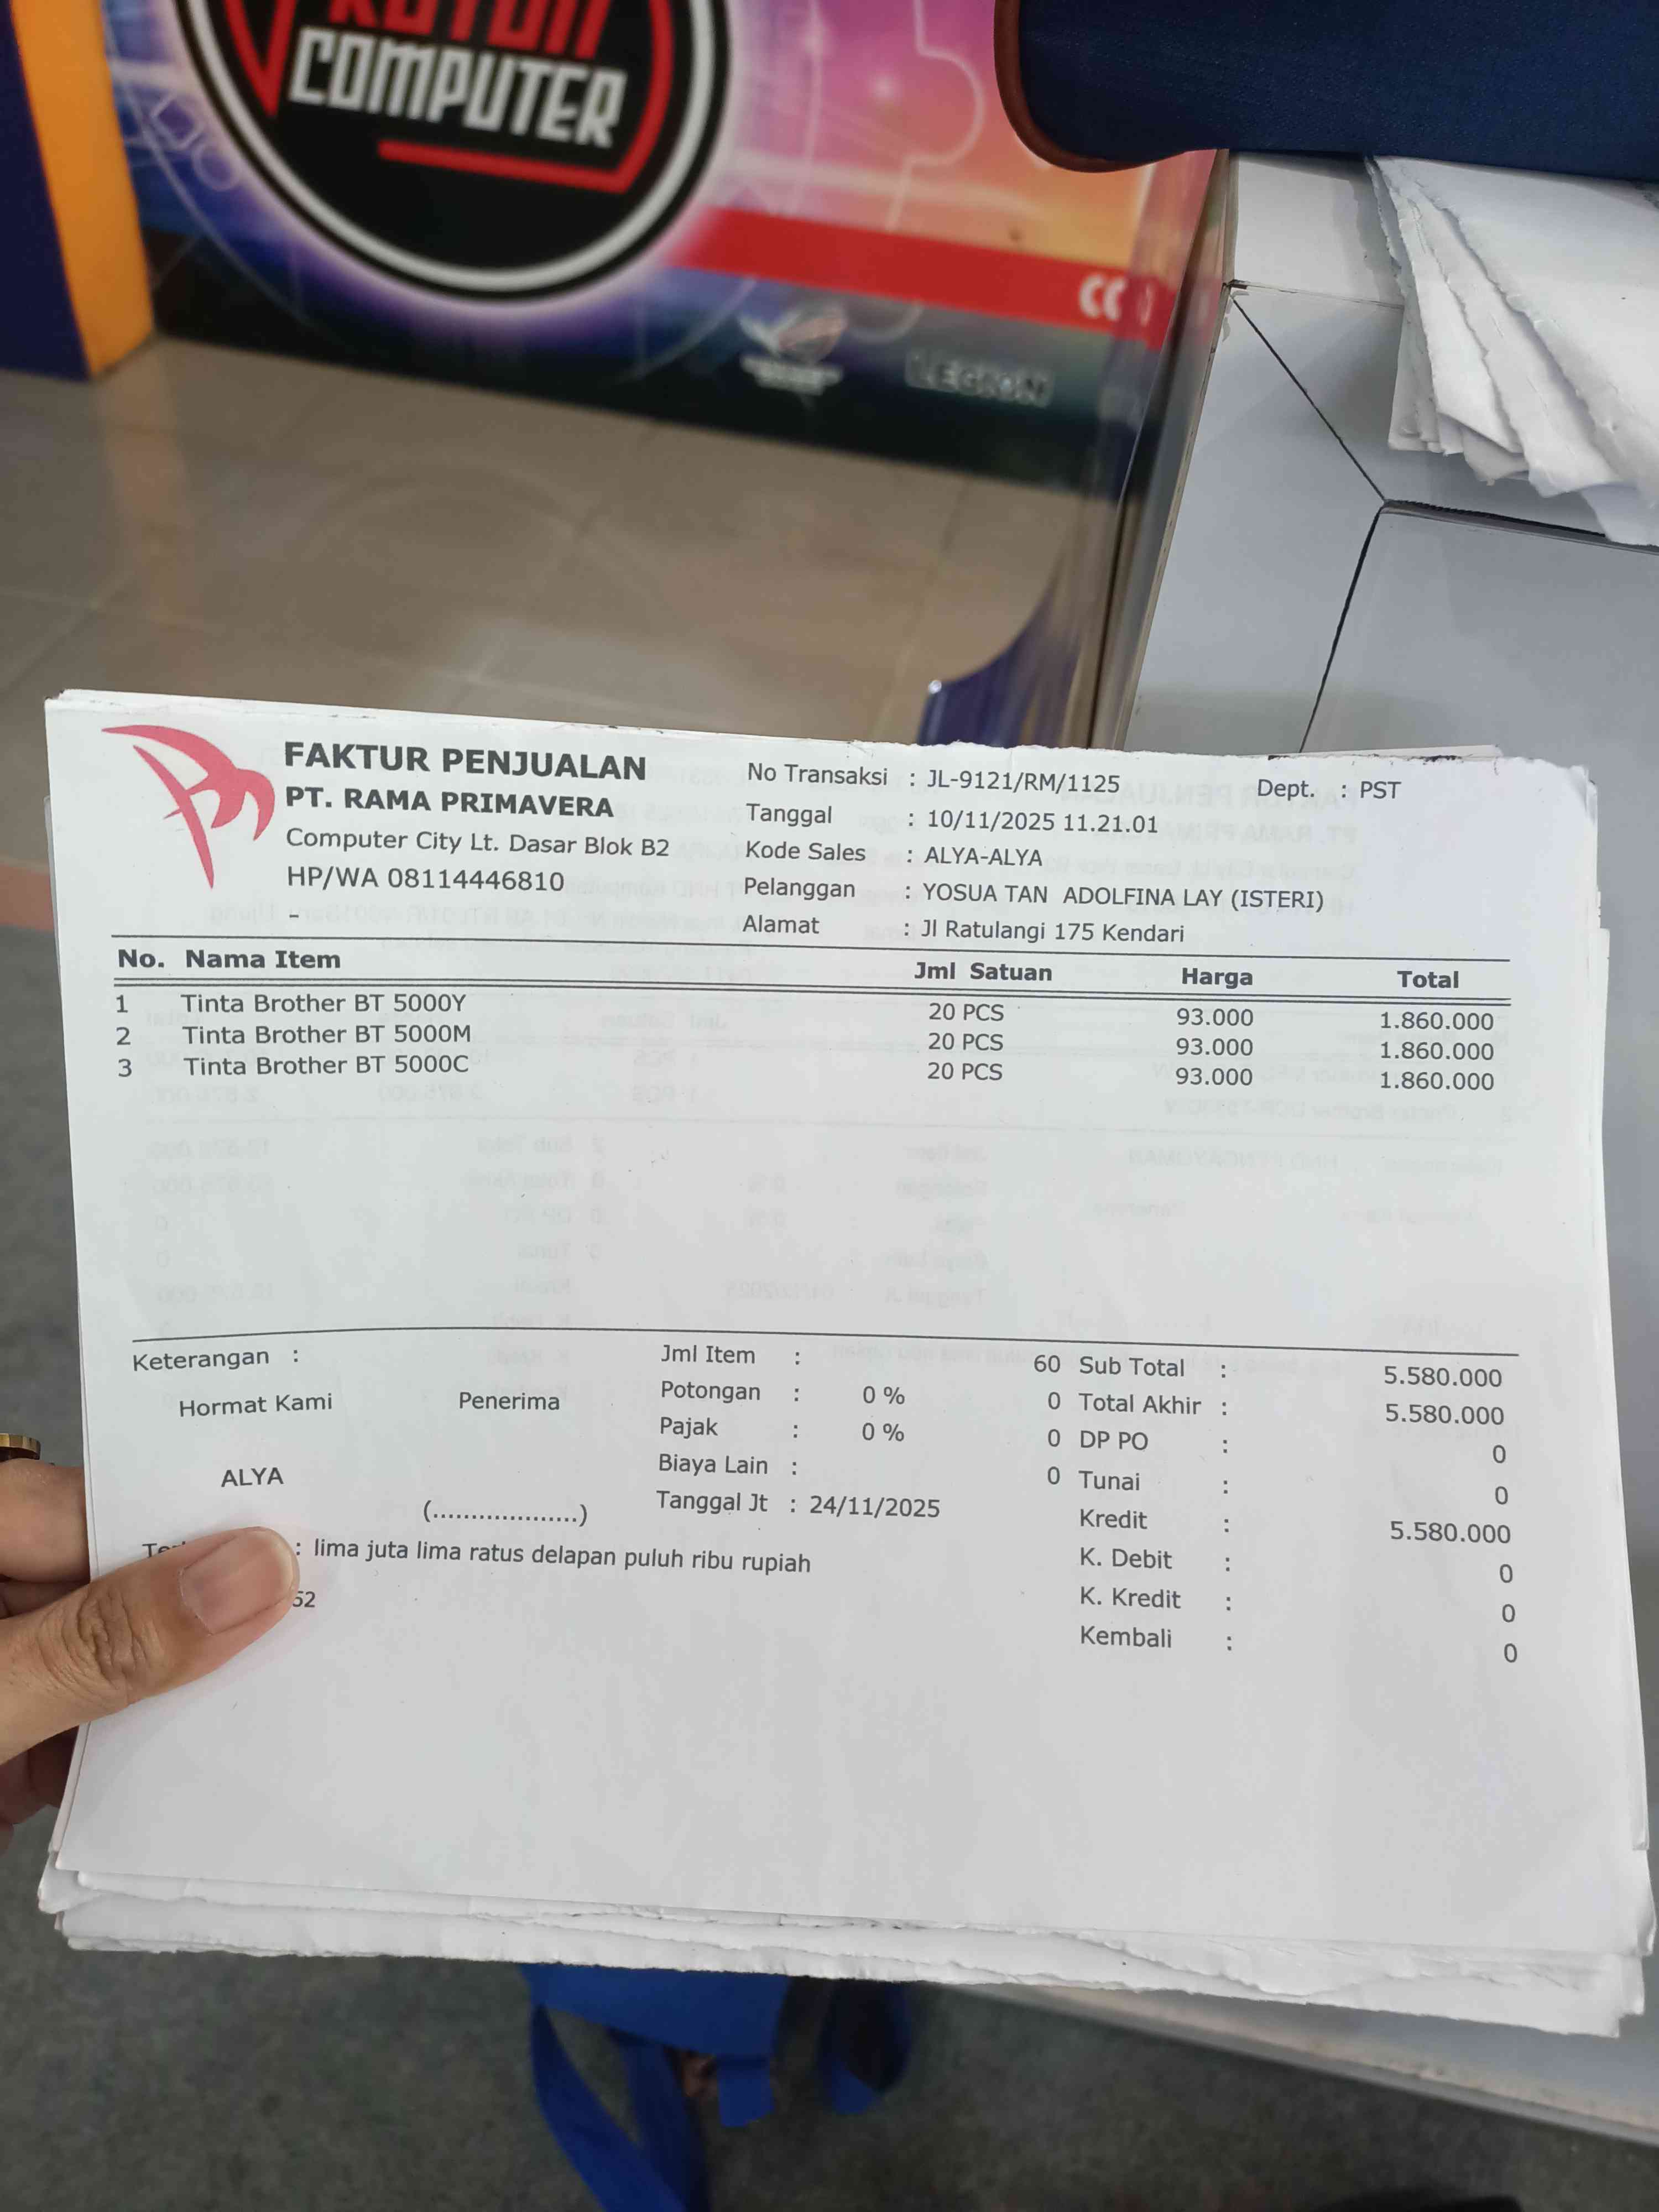 COMPUTER
LEGION
FAKTUR PENJUALAN
PT. RAMA PRIMAVERA
Computer City Lt. Dasar Blok B2
HP/WA 08114446810
-
No Transaksi : JL-9121/RM/1125
Dept. : PST
Tanggal : 10/11/2025 11.21.01
Kode Sales : ALYA-ALYA
Pelanggan : YOSUA TAN ADOLFINA LAY (ISTERI)
Alamat : Jl Ratulangi 175 Kendari
No. Nama Item Jml Satuan Harga Total
1 Tinta Brother BT 5000Y 20 PCS 93.000 1.860.000
2 Tinta Brother BT 5000M 20 PCS 93.000 1.860.000
3 Tinta Brother BT 5000C 20 PCS 93.000 1.860.000
Keterangan :
Hormat Kami Penerima
ALYA
(...................)
Jml Item : 60
Potongan : 0 % 0
Pajak : 0 % 0
Biaya Lain : 0
Tanggal Jt : 24/11/2025
Sub Total : 5.580.000
Total Akhir : 5.580.000
DP PO : 0
Tunai : 0
Kredit : 5.580.000
K. Debit : 0
K. Kredit : 0
Kembali : 0
: lima juta lima ratus delapan puluh ribu rupiah
52